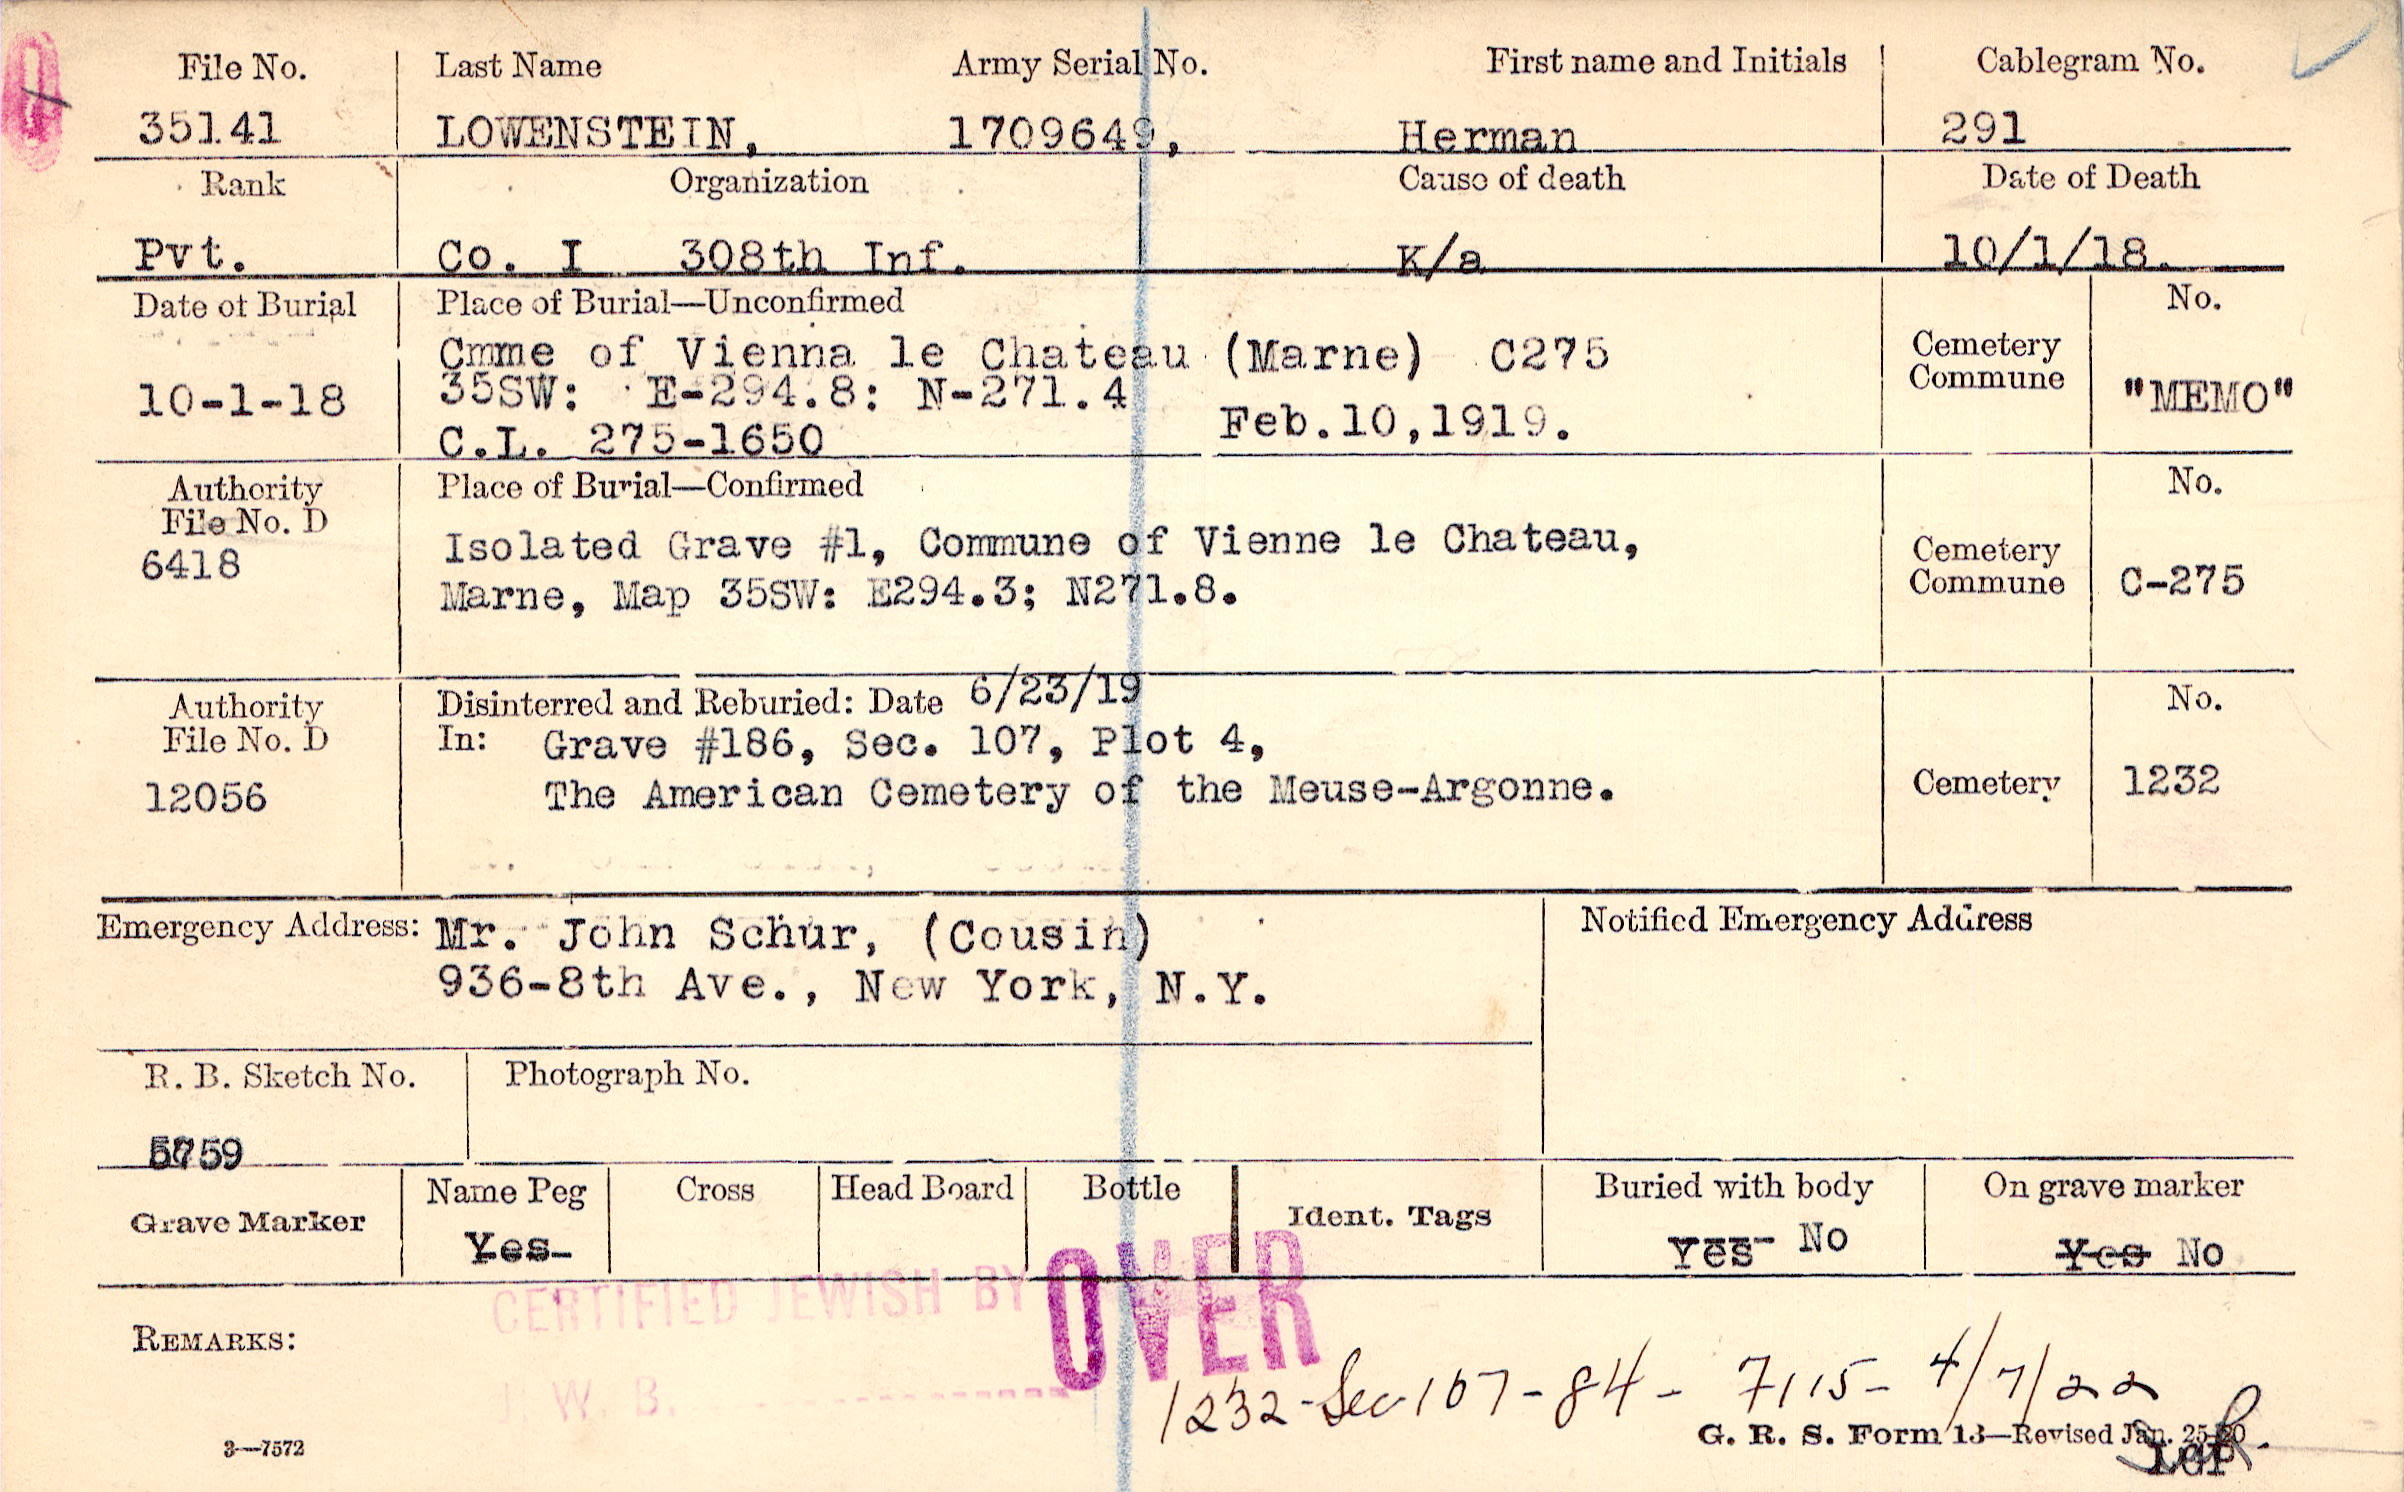 File No. Last Name Army Serial No. First name and Initials Cablegram No.
35141 LOWENSTEIN, 1709649, Herman 291
Rank Organization Cause of death Date of Death
Pvt. Co. I 308th Inf. K/a 10/1/18.
Date of Burial Place of Burial—Unconfirmed No.
Cmme of Vienna le Chateau (Marne) C275 Cemetery
10-1-18 35SW: E-294.8: N-271.4 Commune "MEMO"
C.L. 275-1650 Feb.10,1919.
Authority Place of Burial—Confirmed No.
File No. D
6418 Isolated Grave #1, Commune of Vienne le Chateau, Cemetery
Marne, Map 35SW: E294.3; N271.8. Commune C-275
Authority Disinterred and Reburied: Date 6/23/19 No.
File No. D In: Grave #186, Sec. 107, Plot 4,
12056 The American Cemetery of the Meuse-Argonne. Cemetery 1232
Emergency Address: Mr. John Schur, (Cousin) Notified Emergency Address
936-8th Ave., New York, N.Y.
R. B. Sketch No. Photograph No.
5759
Grave Marker Name Peg Cross Head Board Bottle Ident. Tags Buried with body On grave marker
Yes Yes No Yes No
CERTIFIED JEWISH BY OVER
REMARKS:
J. W. B.
1232-Sec 107-84- 7115- 4/7/22
3—7572 G. R. S. Form 13—Revised Jan. 25-20